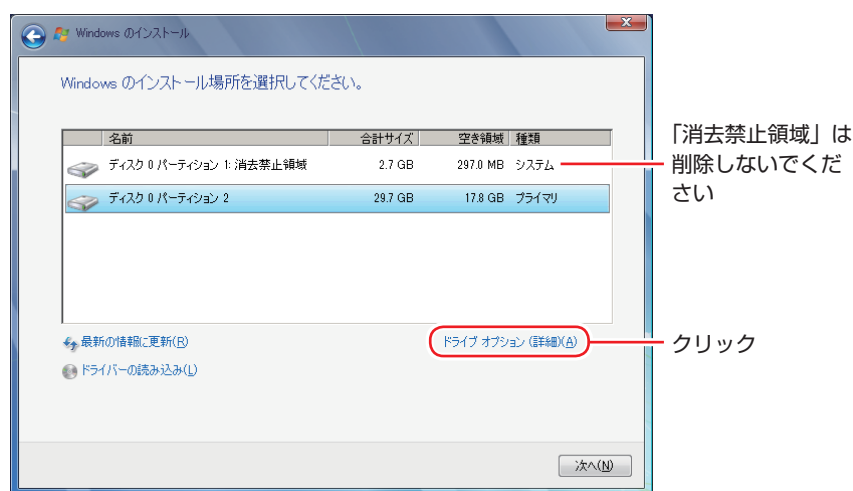 Windows のインストール
Windows のインストール場所を選択してください。
名前 合計サイズ 空き領域 種類
ディスク 0 パーティション 1: 消去禁止領域 2.7 GB 297.0 MB システム
ディスク 0 パーティション 2 29.7 GB 17.8 GB プライマリ
「消去禁止領域」は
削除しないでくだ
さい
最新の情報に更新(R)
ドライブ オプション (詳細)(A)
クリック
ドライバーの読み込み(L)
次へ(N)